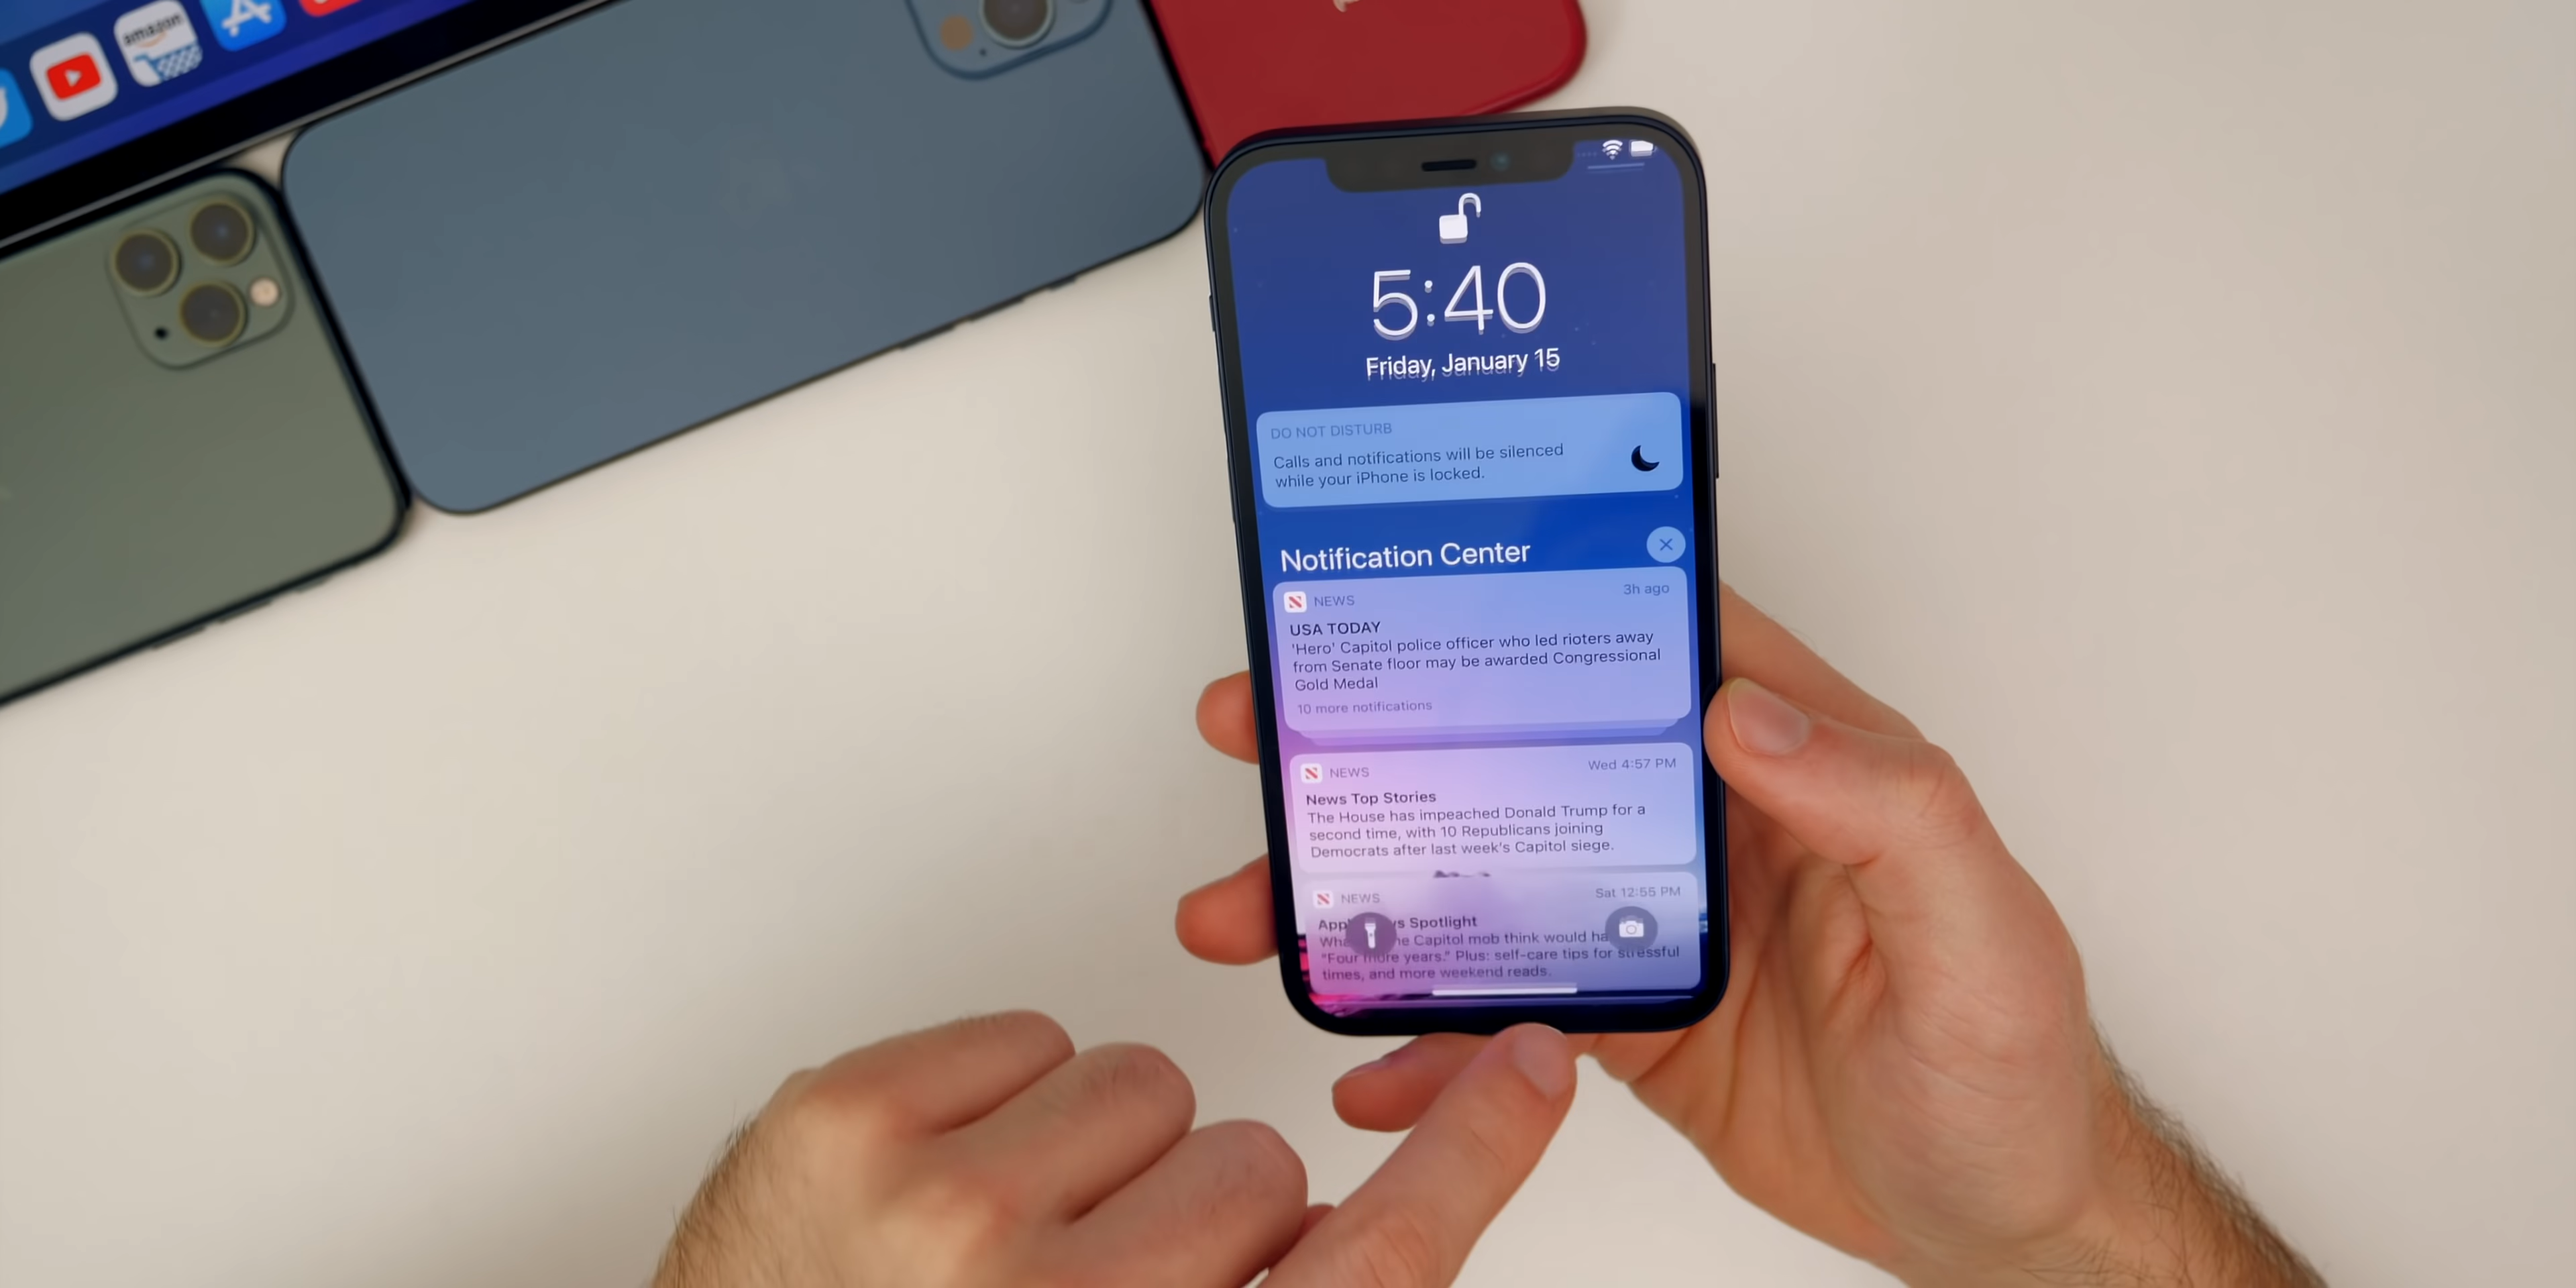 amazon
5:40
Friday, January 15
DO NOT DISTURB
Calls and notifications will be silenced
while your iPhone is locked.
Notification Center
NEWS 3h ago
USA TODAY
'Hero' Capitol police officer who led rioters away
from Senate floor may be awarded Congressional
Gold Medal
10 more notifications
NEWS Wed 4:57 PM
News Top Stories
The House has impeached Donald Trump for a
second time, with 10 Republicans joining
Democrats after last week's Capitol siege.
NEWS Sat 12:55 PM
Spotlight
Capitol mob think would
"Four more years." Plus: self-care tips for stressful
times, and more weekend reads.